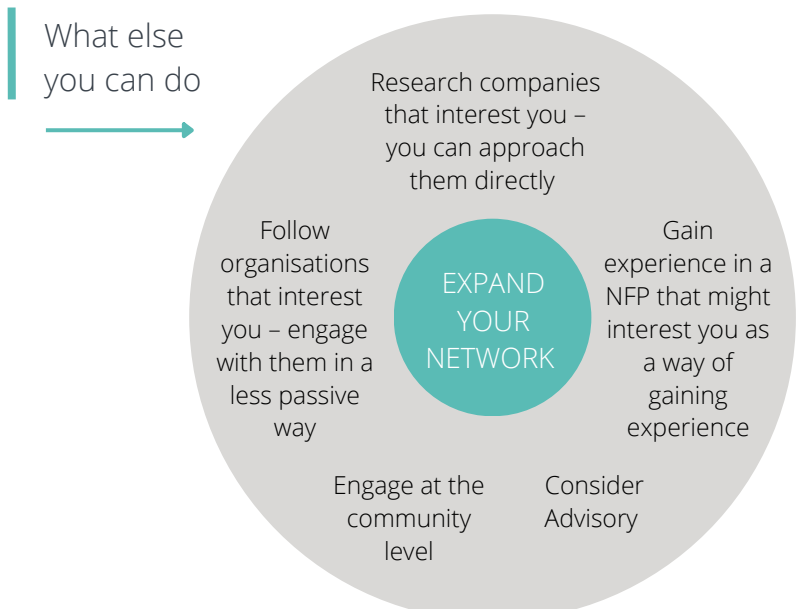 What else
you can do
Research companies
that interest you –
you can approach
them directly
Follow
organisations
that interest
you – engage
with them in a
less passive
way
EXPAND
YOUR
NETWORK
Gain
experience in a
NFP that might
interest you as
a way of
gaining
experience
Engage at the
community
level
Consider
Advisory